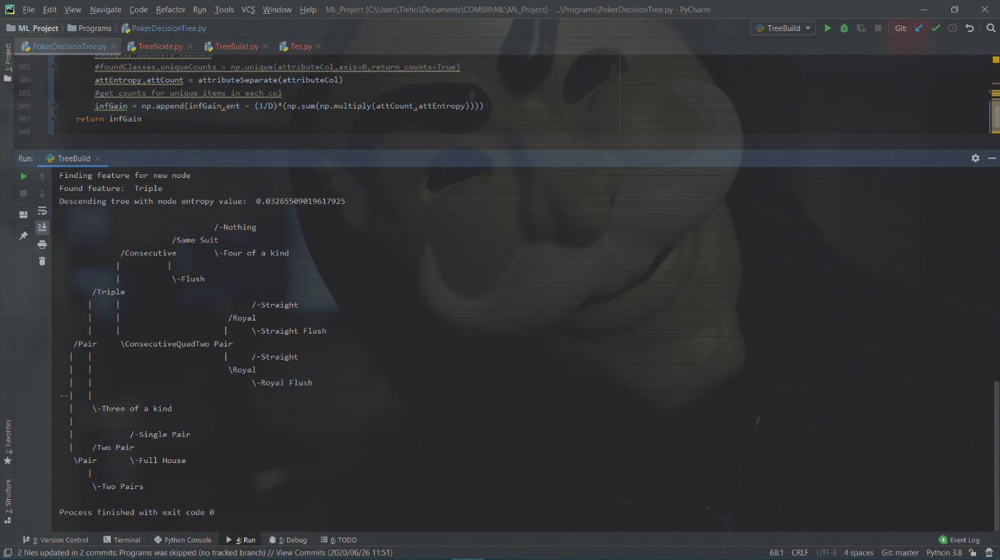 PC File Edit View Navigate Code Refactor Run Tools VCS Window Help ML_Project [C:\Users\Tieho\Documents\COMSIII\ML\ML_Project] - ...\Programs\PokerDecisionTree.py - PyCharm
ML_Project Programs PokerDecisionTree.py TreeBuild Git:
PokerDecisionTree.py TreeNode.py TreeBuild.py Tes.py
1: Project
303 #foundClasses,uniqueCounts = np.unique(attributeCol,axis=0,return_counts=True)
304 attEntropy,attCount = attributeSeparate(attributeCol)
305 #get counts for unique items in each col
306 infGain = np.append(infGain,ent - (1/D)*(np.sum(np.multiply(attCount,attEntropy))))
307 return infGain
308
Run: TreeBuild
Finding feature for new node
Found feature:  Triple
Descending tree with node entropy value:  0.03265509019617925
/-Nothing
/Same Suit
/Consecutive \-Four of a kind
| |
| \-Flush
/Triple
| | /-Straight
| | /Royal
| | | \-Straight Flush
/Pair \ConsecutiveQuadTwo Pair
| | | /-Straight
| | \Royal
| | \-Royal Flush
--| |
| \-Three of a kind
|
| /-Single Pair
| /Two Pair
\Pair \-Full House
|
\-Two Pairs
Process finished with exit code 0
2: Favorites
7: Structure
9: Version Control Terminal Python Console 4: Run 5: Debug 6: TODO 4 Event Log
2 files updated in 2 commits: Programs was skipped (no tracked branch) // View Commits (2020/06/26 11:51) 68:1 CRLF UTF-8 4 spaces Git: master Python 3.8